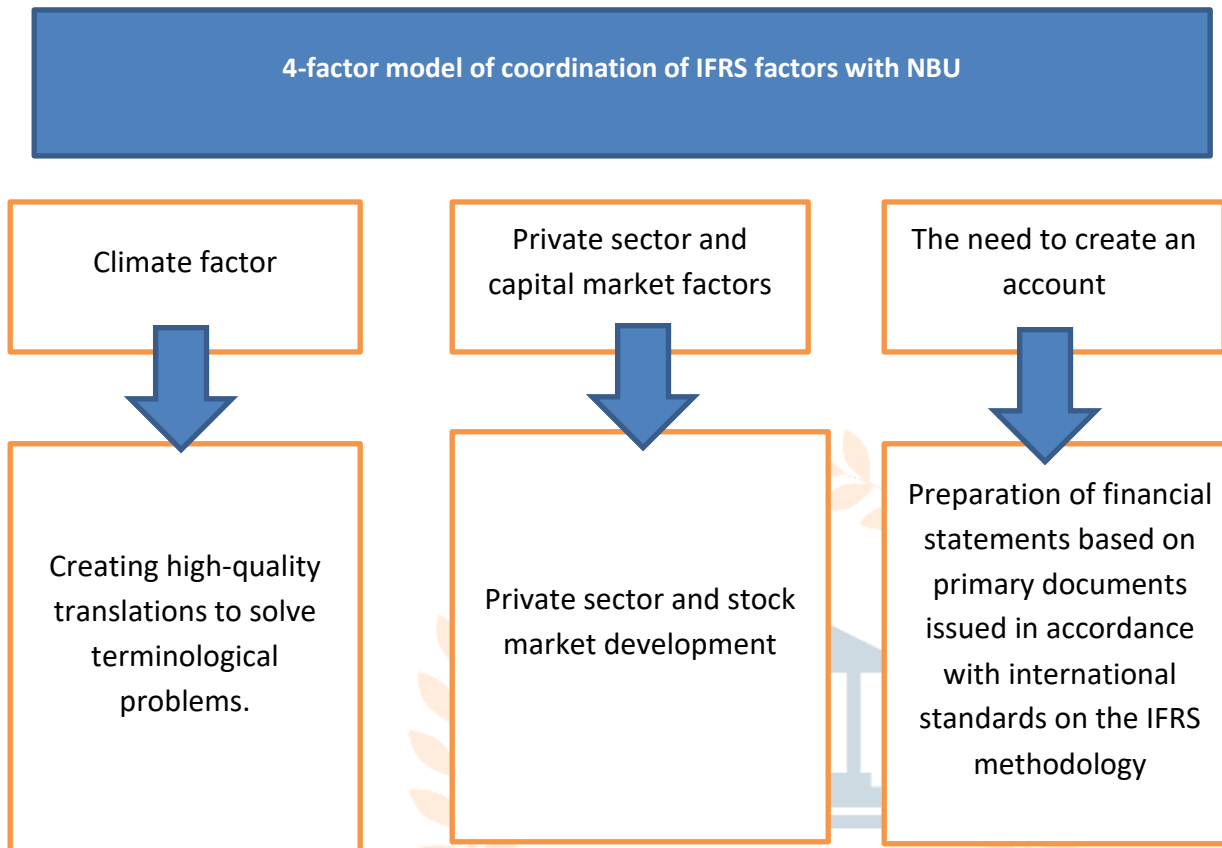 4-factor model of coordination of IFRS factors with NBU
Climate factor
Private sector and
capital market factors
The need to create an
account
Creating high-quality
translations to solve
terminological
problems.
Private sector and stock
market development
Preparation of financial
statements based on
primary documents
issued in accordance
with international
standards on the IFRS
methodology